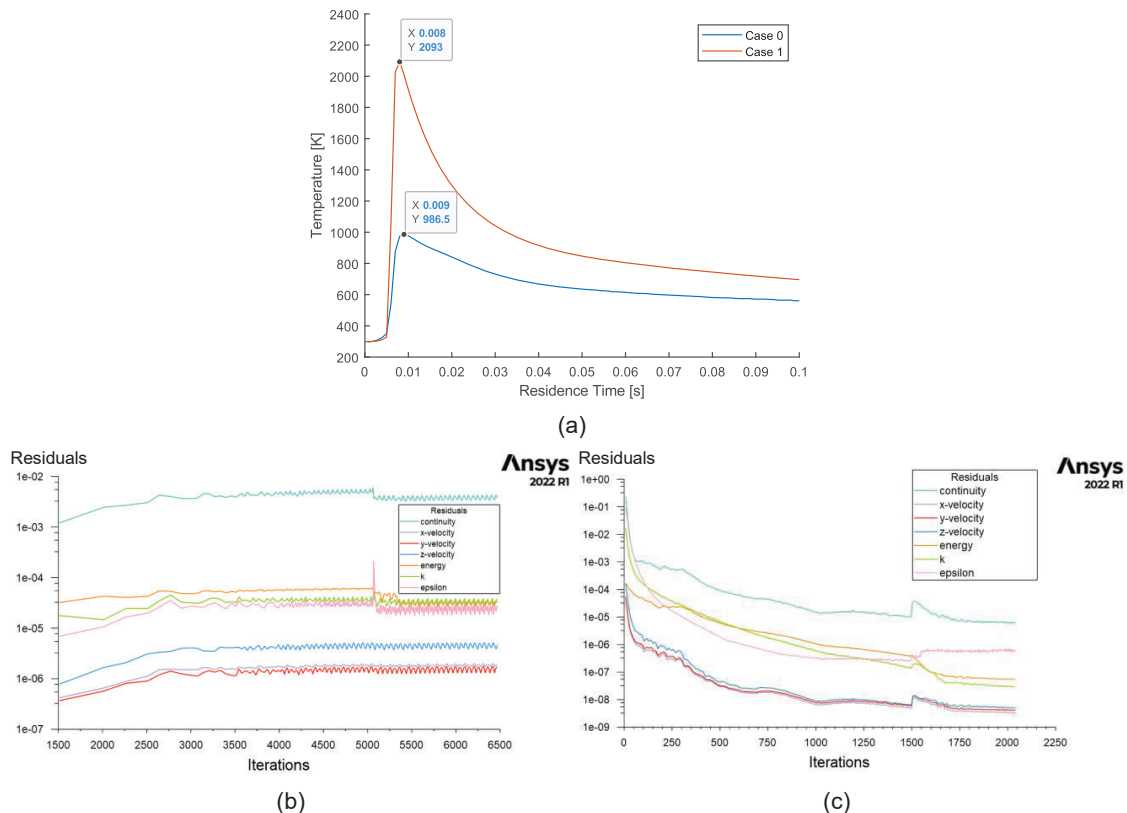 2400
2200
2000
1800
1600
1400
1200
1000
800
600
400
200
Temperature [K]
X 0.008
Y 2093
X 0.009
Y 986.5
Case 0
Case 1
0 0.01 0.02 0.03 0.04 0.05 0.06 0.07 0.08 0.09 0.1
Residence Time [s]
(a)
Residuals
Ansys
2022 R1
1e-02
1e-03
1e-04
1e-05
1e-06
1e-07
Residuals
continuity
x-velocity
y-velocity
z-velocity
energy
k
epsilon
1500 2000 2500 3000 3500 4000 4500 5000 5500 6000 6500
Iterations
(b)
Residuals
Ansys
2022 R1
1e+00
1e-01
1e-02
1e-03
1e-04
1e-05
1e-06
1e-07
1e-08
1e-09
Residuals
continuity
x-velocity
y-velocity
z-velocity
energy
k
epsilon
0 250 500 750 1000 1250 1500 1750 2000 2250
Iterations
(c)